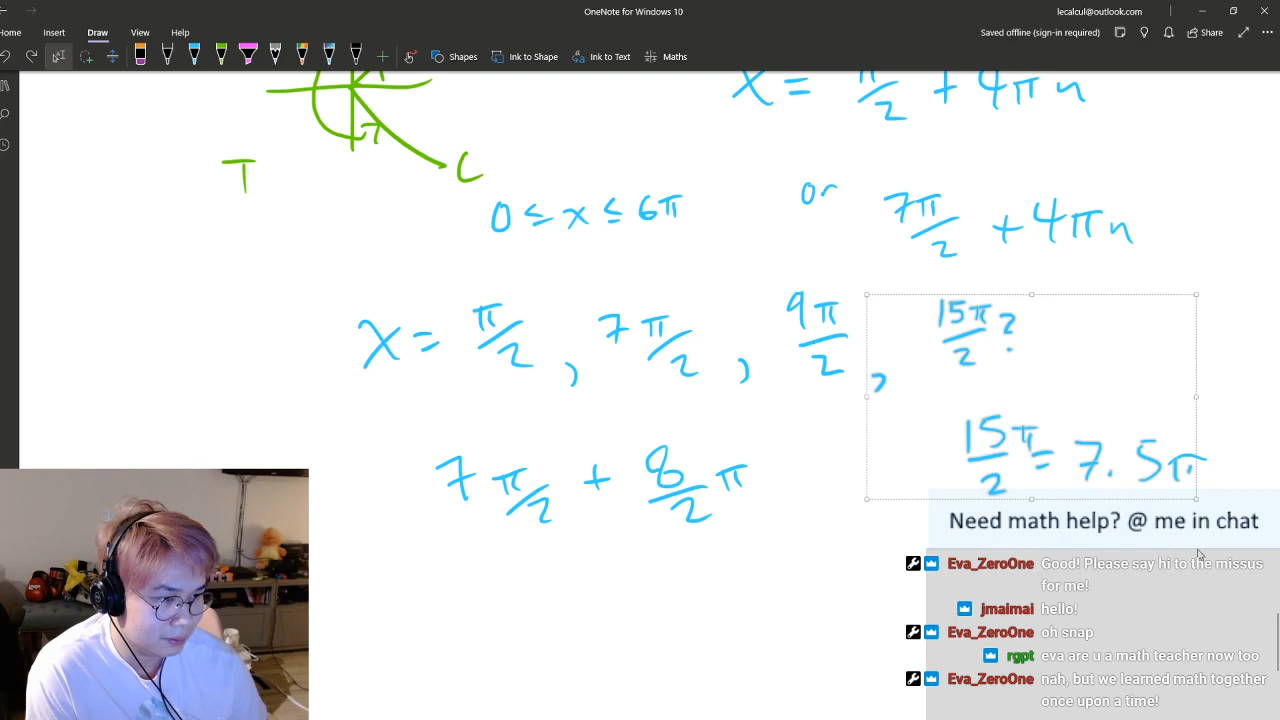 OneNote for Windows 10
lecalcul@outlook.com
Home Insert Draw View Help
Saved offline (sign-in required)
Share
Shapes Ink to Shape Ink to Text Maths
x = π/2 + 4πn
T
C
0 ≤ x ≤ 6π
or 7π/2 + 4πn
x = π/2, 7π/2, 9π/2, 15π/2?
7π/2 + 8/2 π
15π/2 = 7.5π
Need math help? @ me in chat
Eva_ZeroOne Good! Please say hi to the missus
for me!
jmaimai hello!
Eva_ZeroOne oh snap
rgpt eva are u a math teacher now too
Eva_ZeroOne nah, but we learned math together
once upon a time!